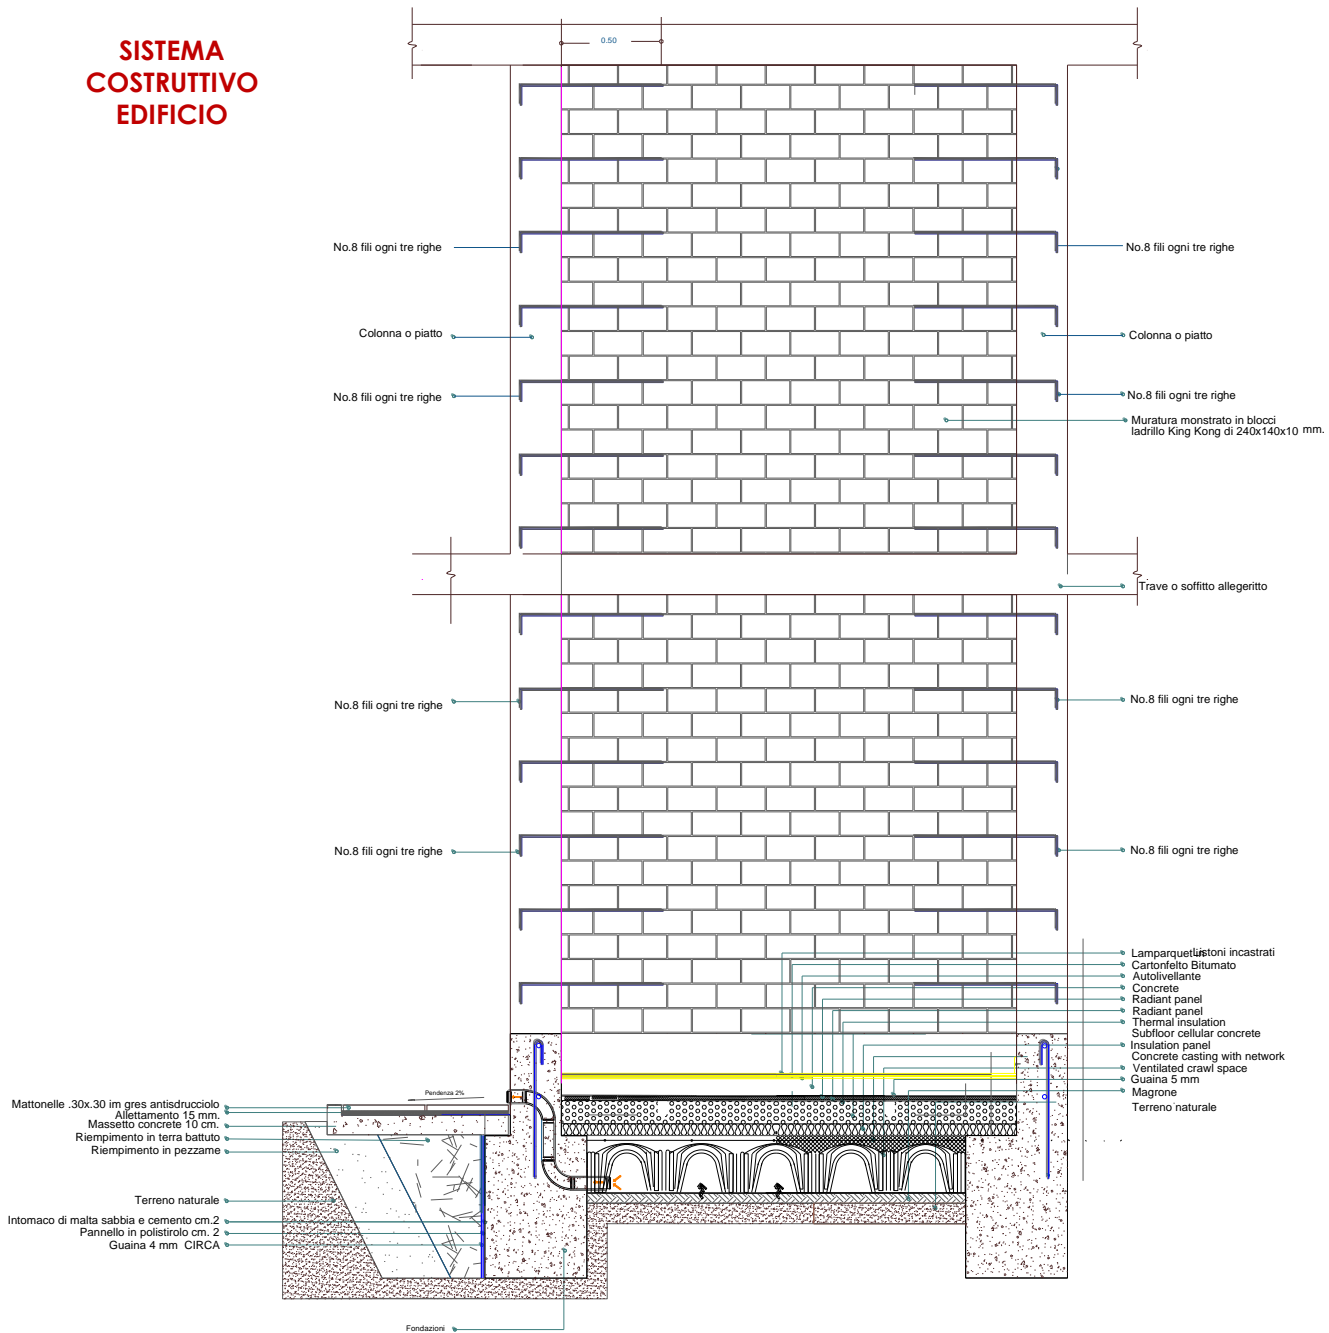 SISTEMA
COSTRUTTIVO
EDIFICIO
0.50
No.8 fili ogni tre righe
No.8 fili ogni tre righe
Colonna o piatto
Colonna o piatto
No.8 fili ogni tre righe
No.8 fili ogni tre righe
Muratura monstrato in blocci
ladrillo King Kong di 240x140x10 mm.
Trave o soffitto allegeritto
No.8 fili ogni tre righe
No.8 fili ogni tre righe
No.8 fili ogni tre righe
No.8 fili ogni tre righe
Lamparquet in Listoni incastrati
Cartonfelto Bitumato
Autolivellante
Concrete
Radiant panel
Radiant panel
Thermal insulation
Subfloor cellular concrete
Insulation panel
Concrete casting with network
Ventilated crawl space
Guaina 5 mm
Magrone
Terreno naturale
Pendenza 2%
Mattonelle .30x.30 im gres antisdrucciolo
Allettamento 15 mm.
Massetto concrete 10 cm.
Riempimento in terra battuto
Riempimento in pezzame
Terreno naturale
Intomaco di malta sabbia e cemento cm.2
Pannello in polistirolo cm. 2
Guaina 4 mm CIRCA
Fondazioni